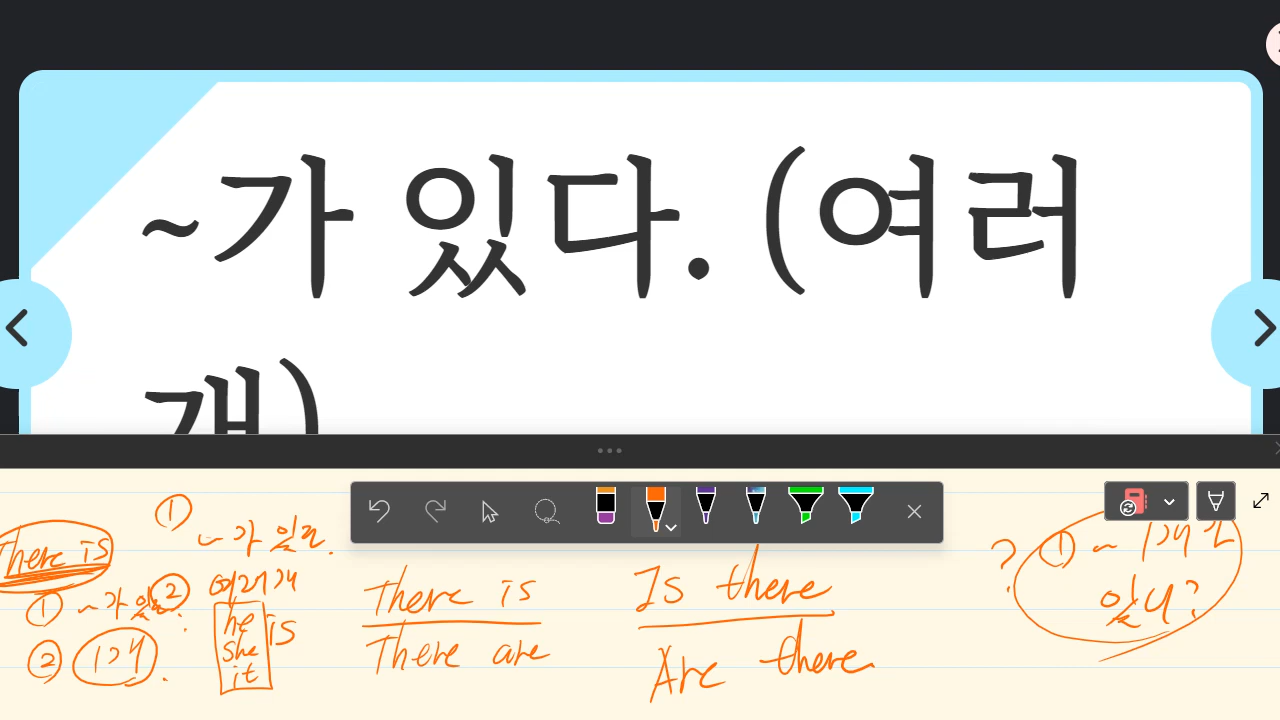 ~가 있다. (여러
개)
There is
① ~가 있
② 1개.
① ~가 있다.
② 여러개
he
she
it
is
There is
There are
Is there
Are there
? ① ~ 1개가
있니?